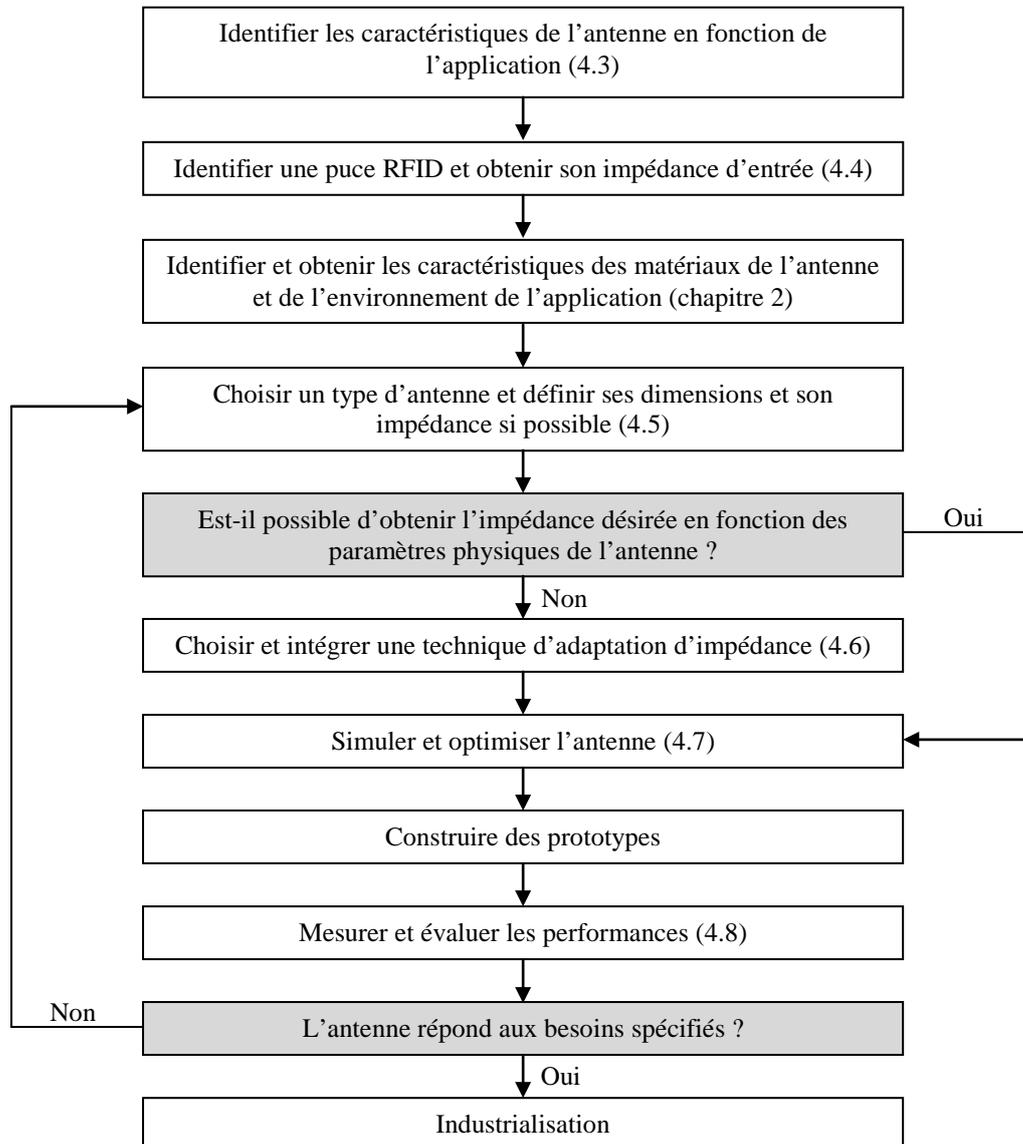 Identifier les caractéristiques de l’antenne en fonction de
l’application (4.3)
Identifier une puce RFID et obtenir son impédance d’entrée (4.4)
Identifier et obtenir les caractéristiques des matériaux de l’antenne
et de l’environnement de l’application (chapitre 2)
Choisir un type d’antenne et définir ses dimensions et son
impédance si possible (4.5)
Est-il possible d’obtenir l’impédance désirée en fonction des
paramètres physiques de l’antenne ?
Oui
Non
Choisir et intégrer une technique d’adaptation d’impédance (4.6)
Simuler et optimiser l’antenne (4.7)
Construire des prototypes
Mesurer et évaluer les performances (4.8)
Non
L’antenne répond aux besoins spécifiés ?
Oui
Industrialisation